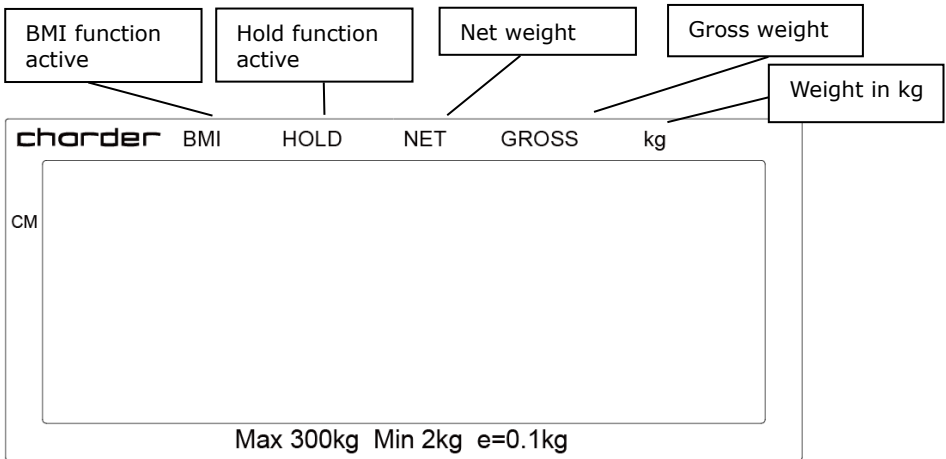 BMI function
active
Hold function
active
Net weight
Gross weight
Weight in kg
charder BMI HOLD NET GROSS kg
CM
Max 300kg Min 2kg e=0.1kg